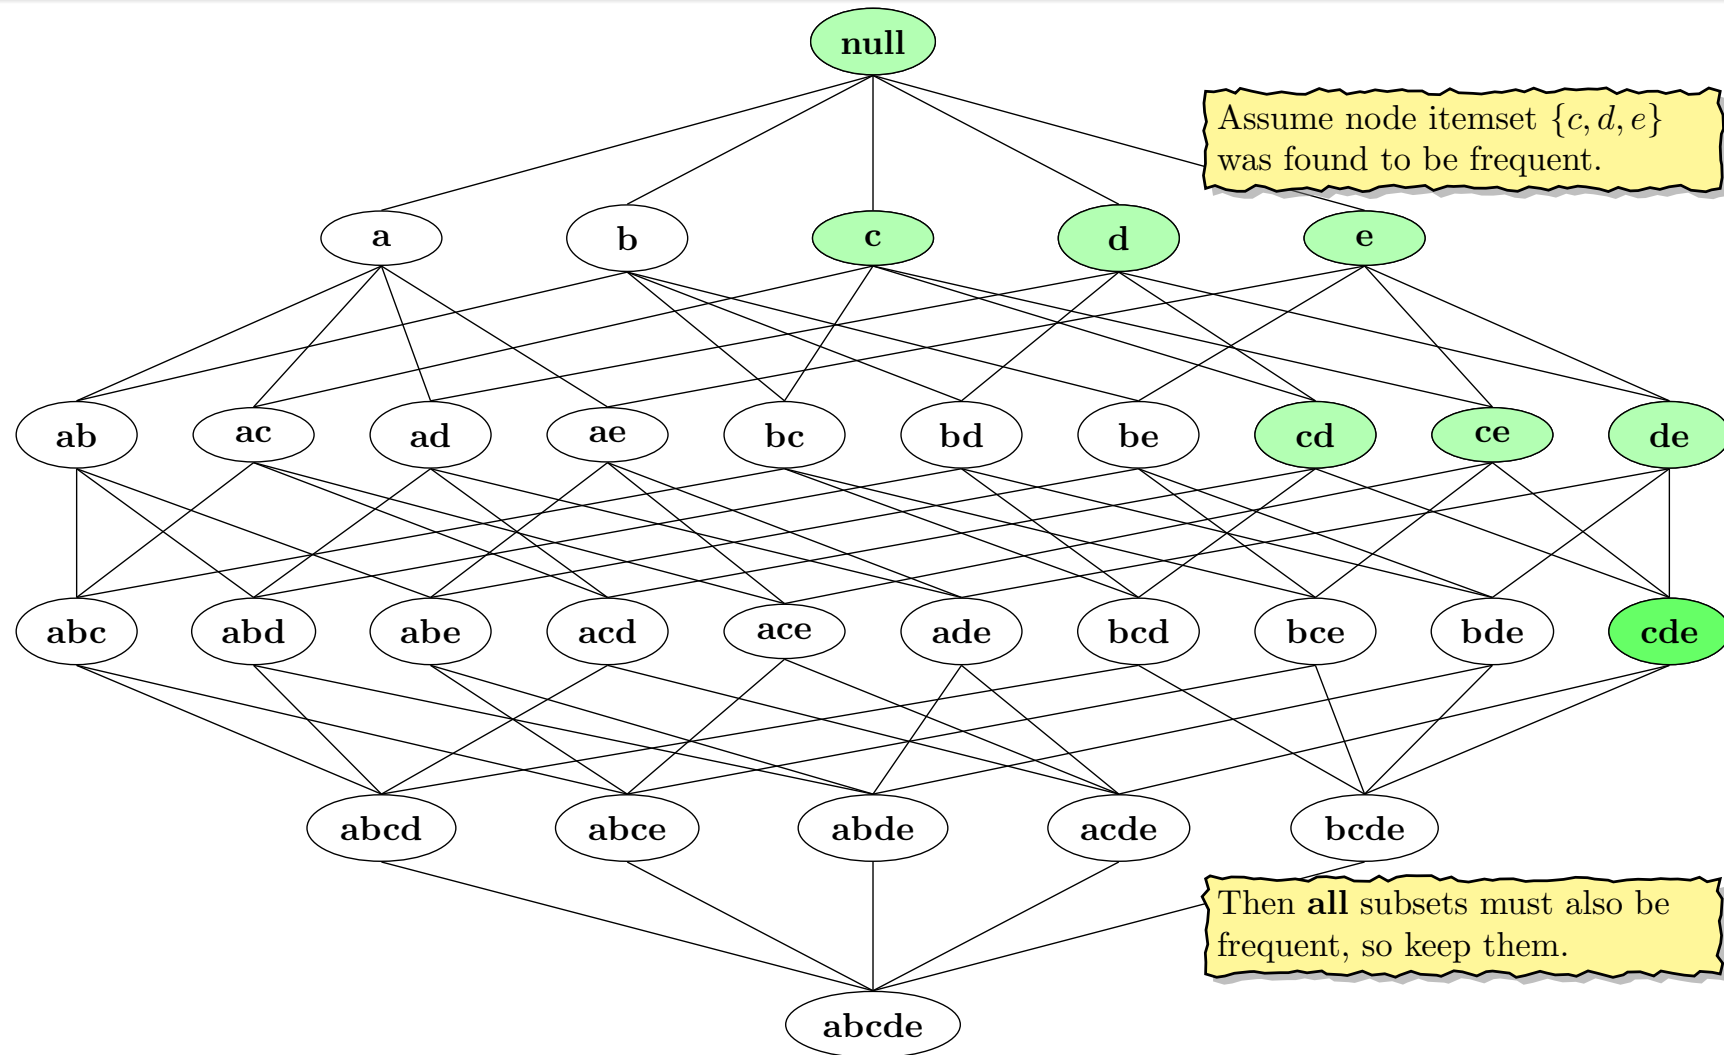 null
Assume node itemset {c, d, e}
was found to be frequent.
a b c d e
ab ac ad ae bc bd be cd ce de
abc abd abe acd ace ade bcd bce bde cde
abcd abce abde acde bcde
Then all subsets must also be
frequent, so keep them.
abcde